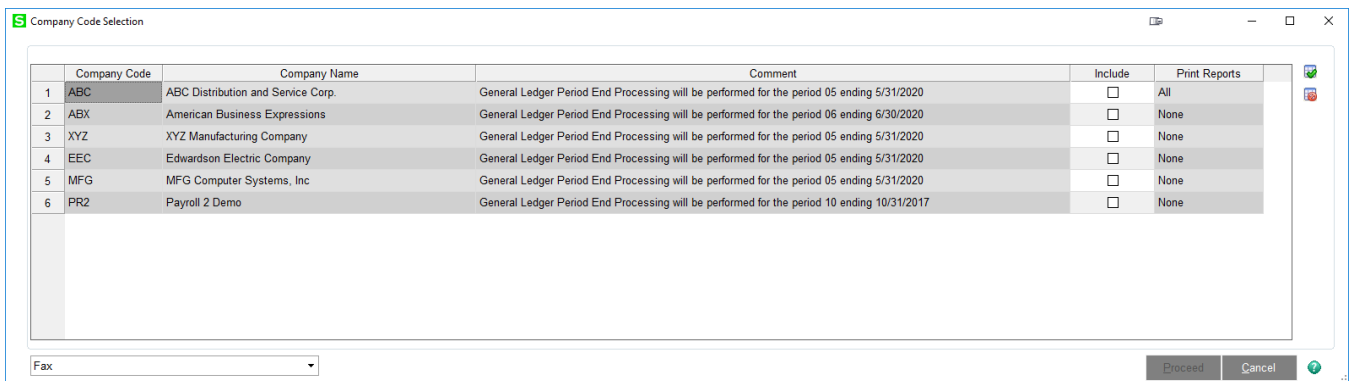 S Company Code Selection
Company Code Company Name Comment Include Print Reports
1 ABC ABC Distribution and Service Corp. General Ledger Period End Processing will be performed for the period 05 ending 5/31/2020 All
2 ABX American Business Expressions General Ledger Period End Processing will be performed for the period 06 ending 6/30/2020 None
3 XYZ XYZ Manufacturing Company General Ledger Period End Processing will be performed for the period 05 ending 5/31/2020 None
4 EEC Edwardson Electric Company General Ledger Period End Processing will be performed for the period 05 ending 5/31/2020 None
5 MFG MFG Computer Systems, Inc General Ledger Period End Processing will be performed for the period 05 ending 5/31/2020 None
6 PR2 Payroll 2 Demo General Ledger Period End Processing will be performed for the period 10 ending 10/31/2017 None
Fax Proceed Cancel ?